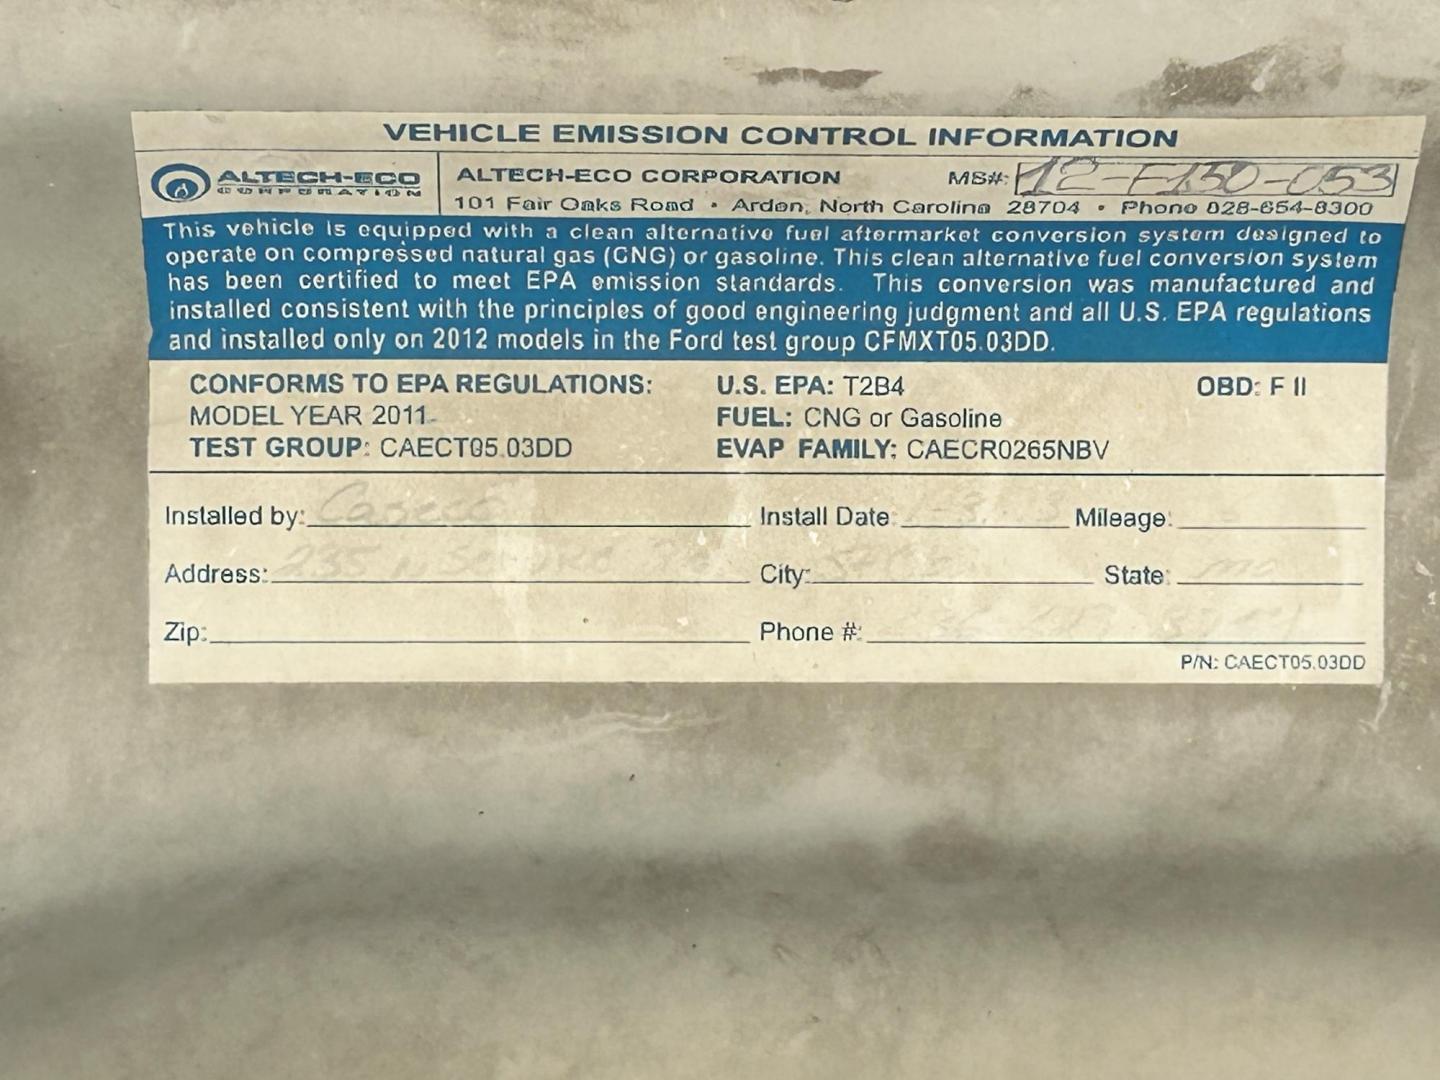 VEHICLE EMISSION CONTROL INFORMATION
ALTECH-ECO CORPORATION
ALTECH-ECO CORPORATION MS#: 12-F150-053
101 Fair Oaks Road • Arden, North Carolina 28704 • Phone 828-654-8300
This vehicle is equipped with a clean alternative fuel aftermarket conversion system designed to
operate on compressed natural gas (CNG) or gasoline. This clean alternative fuel conversion system
has been certified to meet EPA emission standards. This conversion was manufactured and
installed consistent with the principles of good engineering judgment and all U.S. EPA regulations
and installed only on 2012 models in the Ford test group CFMXT05.03DD.
CONFORMS TO EPA REGULATIONS: U.S. EPA: T2B4 OBD: F II
MODEL YEAR 2011 FUEL: CNG or Gasoline
TEST GROUP: CAECT05.03DD EVAP FAMILY: CAECR0265NBV
Installed by: Install Date: Mileage:
Address: 235 City: State:
Zip: Phone #:
P/N: CAECT05.03DD